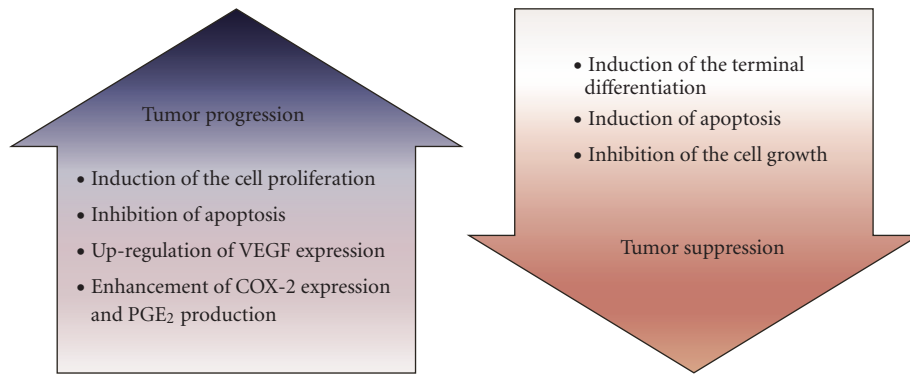 Tumor progression
• Induction of the cell proliferation
• Inhibition of apoptosis
• Up-regulation of VEGF expression
• Enhancement of COX-2 expression
and PGE₂ production
• Induction of the terminal
differentiation
• Induction of apoptosis
• Inhibition of the cell growth
Tumor suppression